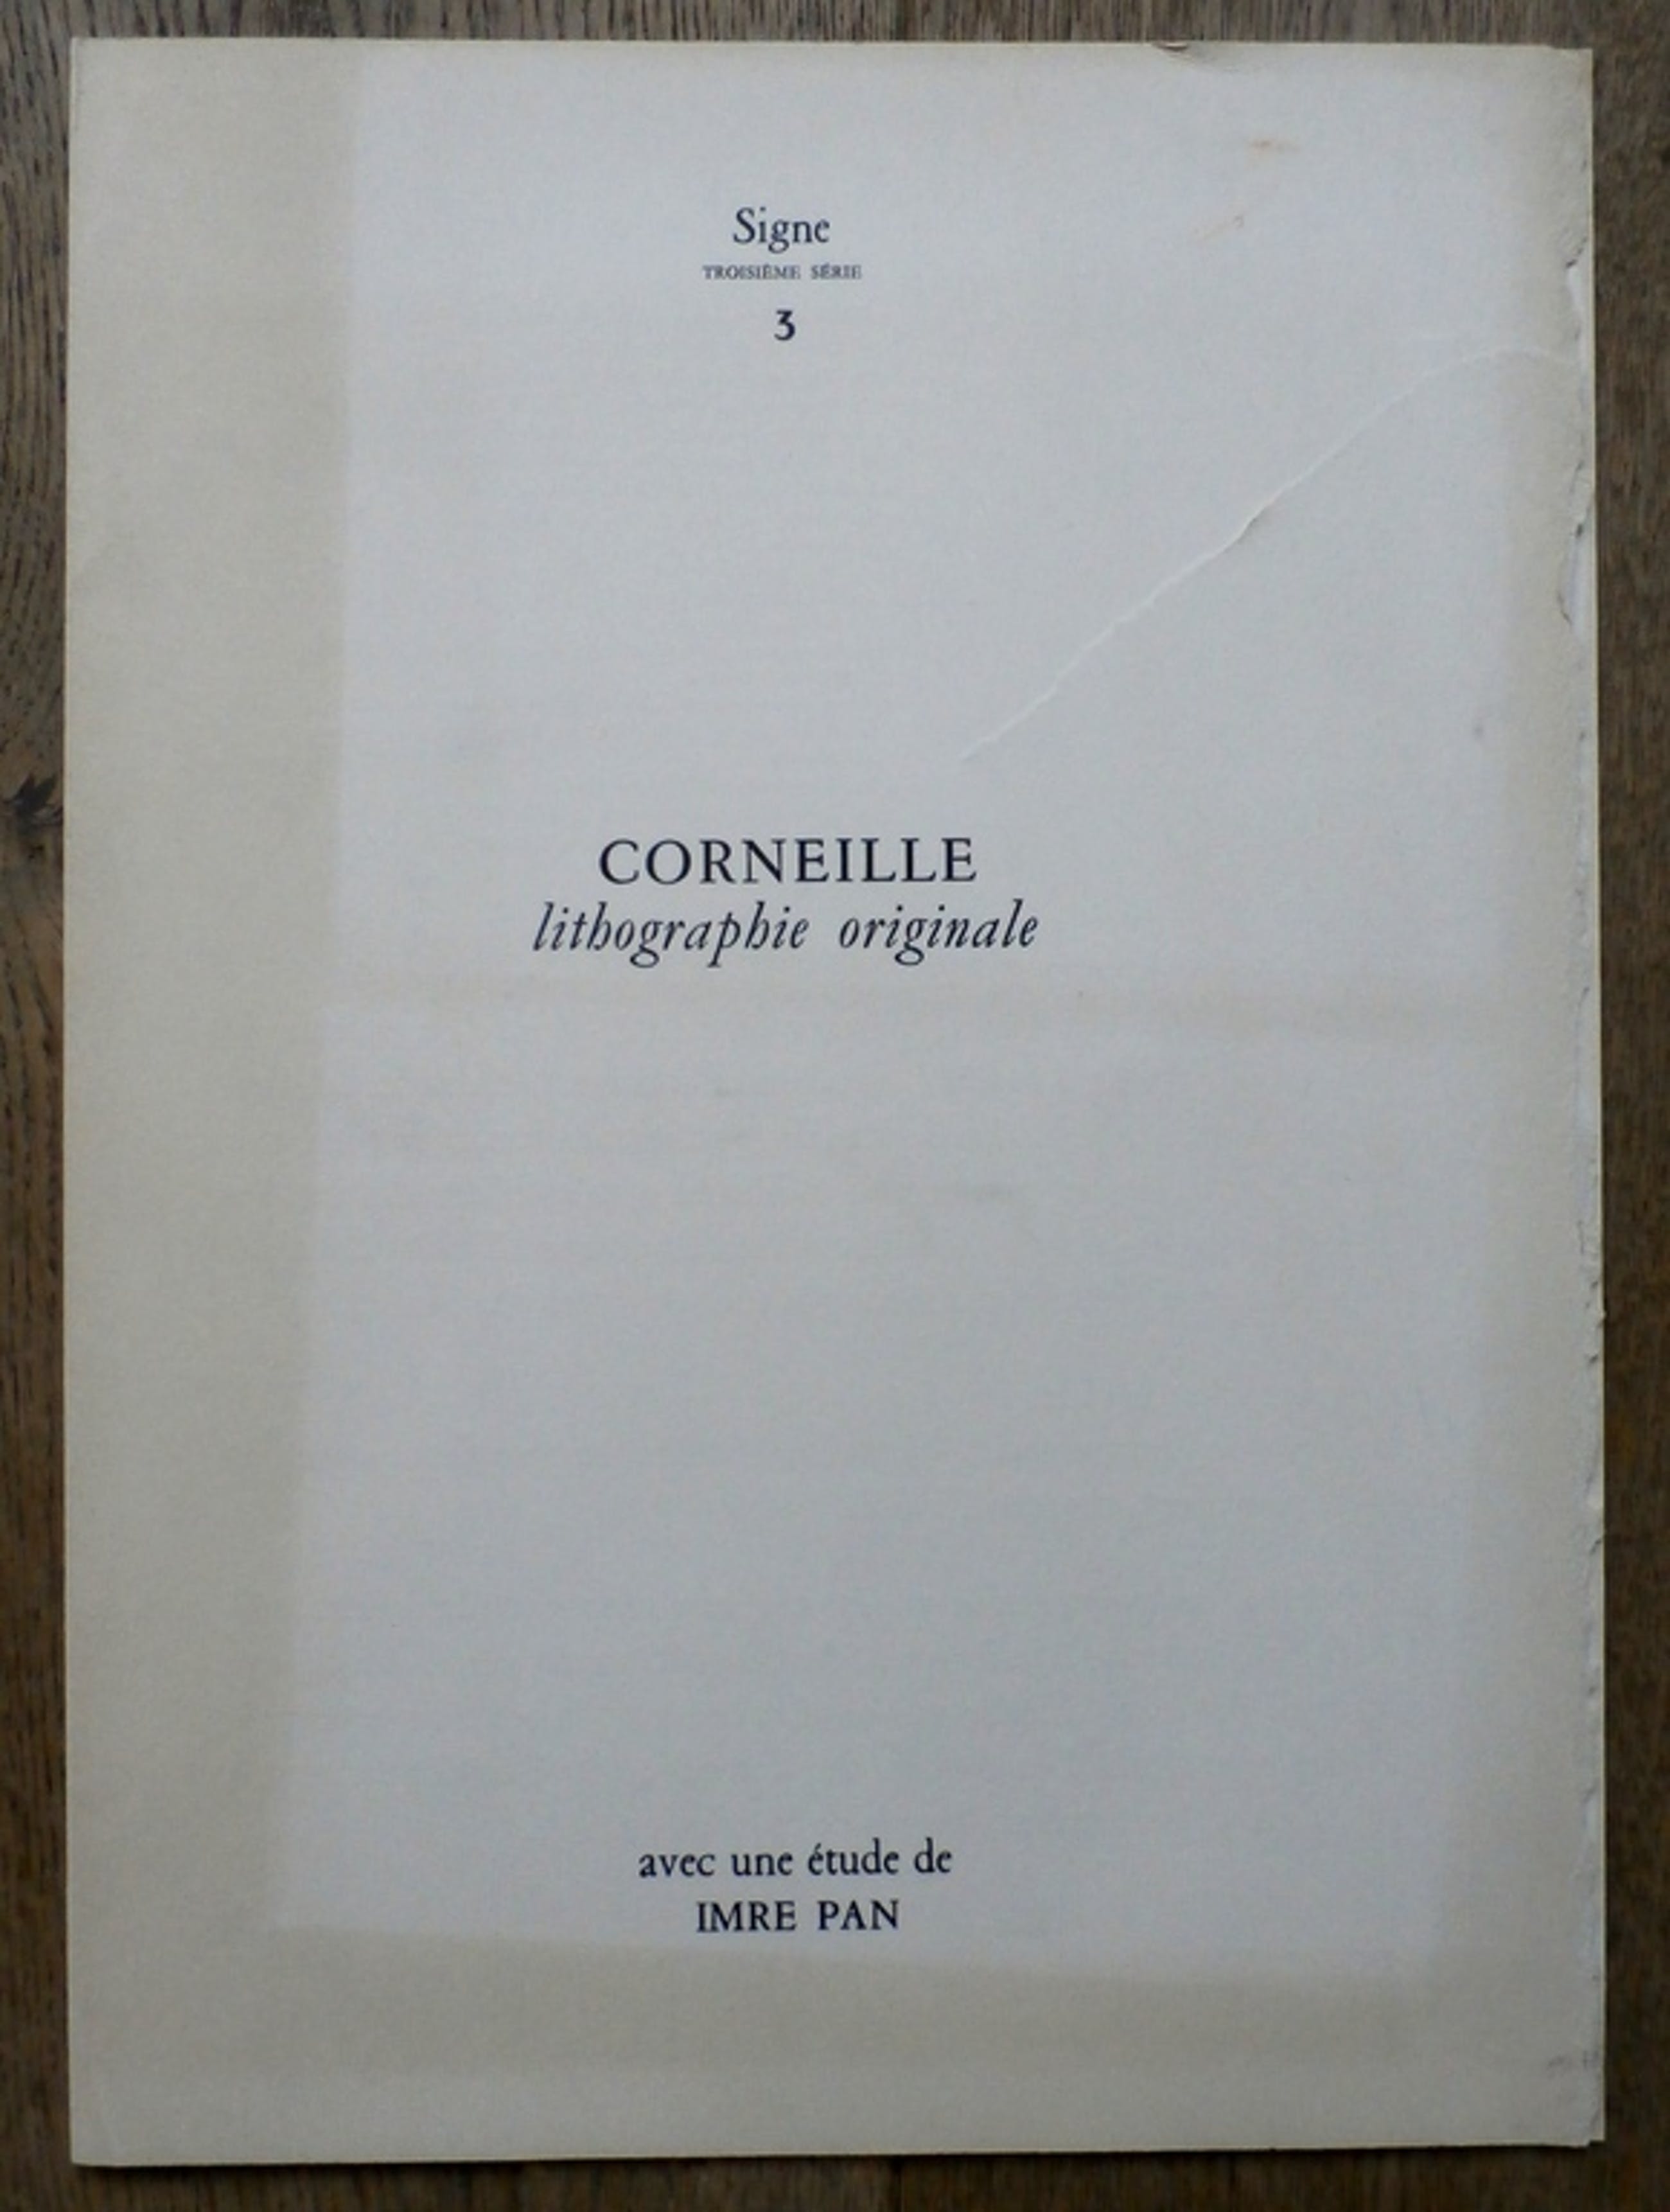 Signe
TROISIÈME SÉRIE
3
CORNEILLE
lithographie originale
avec une étude de
IMRE PAN